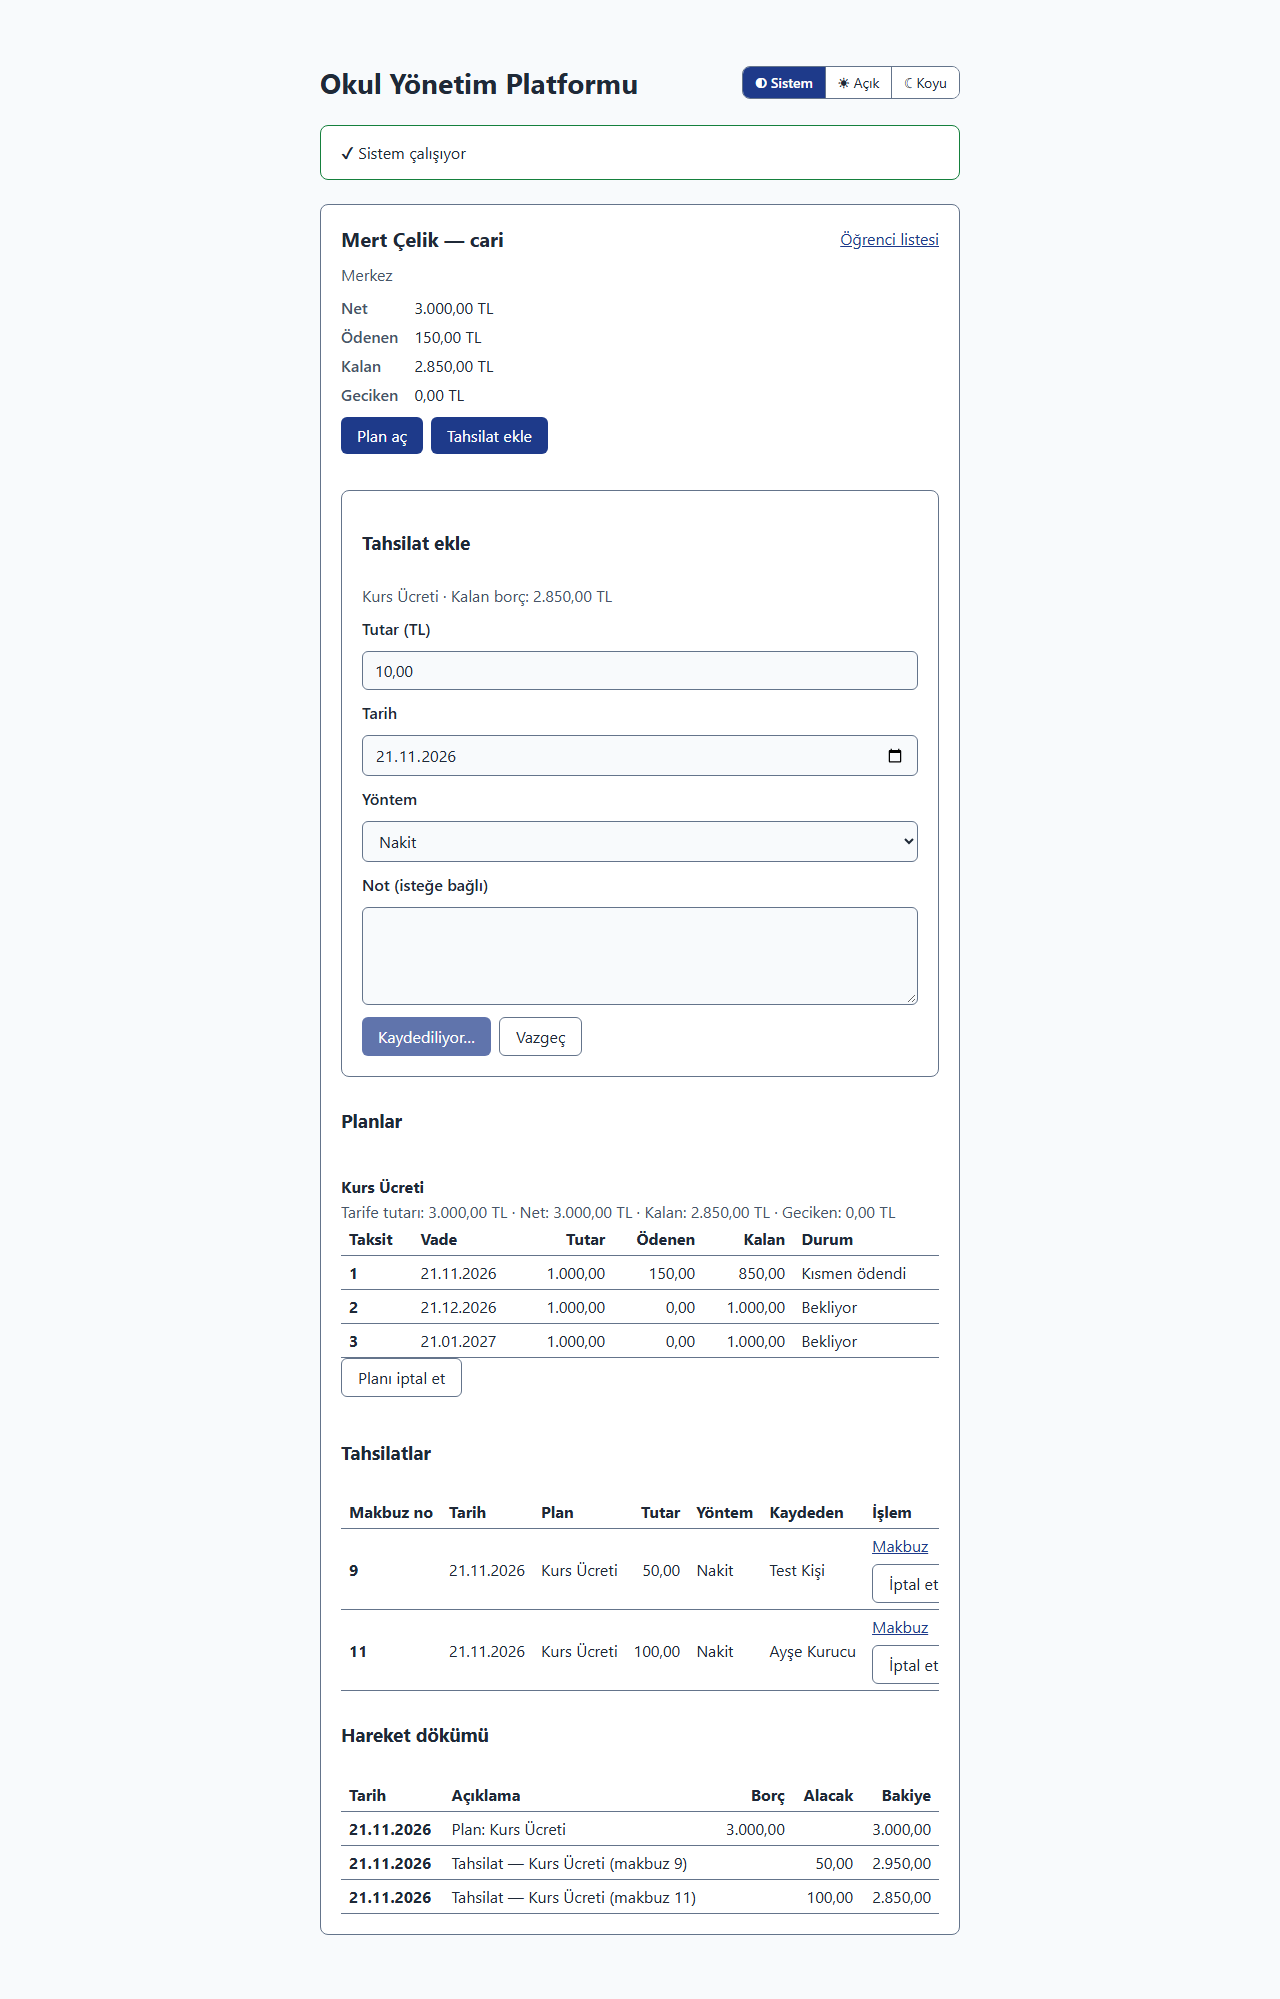 Okul Yönetim Platformu
◐ Sistem ☀ Açık ☾ Koyu
✓ Sistem çalışıyor
Mert Çelik — cari Öğrenci listesi
Merkez
Net 3.000,00 TL
Ödenen 150,00 TL
Kalan 2.850,00 TL
Geciken 0,00 TL
Plan aç Tahsilat ekle
Tahsilat ekle
Kurs Ücreti · Kalan borç: 2.850,00 TL
Tutar (TL)
10,00
Tarih
21.11.2026
Yöntem
Nakit
Not (isteğe bağlı)
Kaydediliyor... Vazgeç
Planlar
Kurs Ücreti
Tarife tutarı: 3.000,00 TL · Net: 3.000,00 TL · Kalan: 2.850,00 TL · Geciken: 0,00 TL
Taksit Vade Tutar Ödenen Kalan Durum
1 21.11.2026 1.000,00 150,00 850,00 Kısmen ödendi
2 21.12.2026 1.000,00 0,00 1.000,00 Bekliyor
3 21.01.2027 1.000,00 0,00 1.000,00 Bekliyor
Planı iptal et
Tahsilatlar
Makbuz no Tarih Plan Tutar Yöntem Kaydeden İşlem
9 21.11.2026 Kurs Ücreti 50,00 Nakit Test Kişi Makbuz
İptal et
11 21.11.2026 Kurs Ücreti 100,00 Nakit Ayşe Kurucu Makbuz
İptal et
Hareket dökümü
Tarih Açıklama Borç Alacak Bakiye
21.11.2026 Plan: Kurs Ücreti 3.000,00 3.000,00
21.11.2026 Tahsilat — Kurs Ücreti (makbuz 9) 50,00 2.950,00
21.11.2026 Tahsilat — Kurs Ücreti (makbuz 11) 100,00 2.850,00